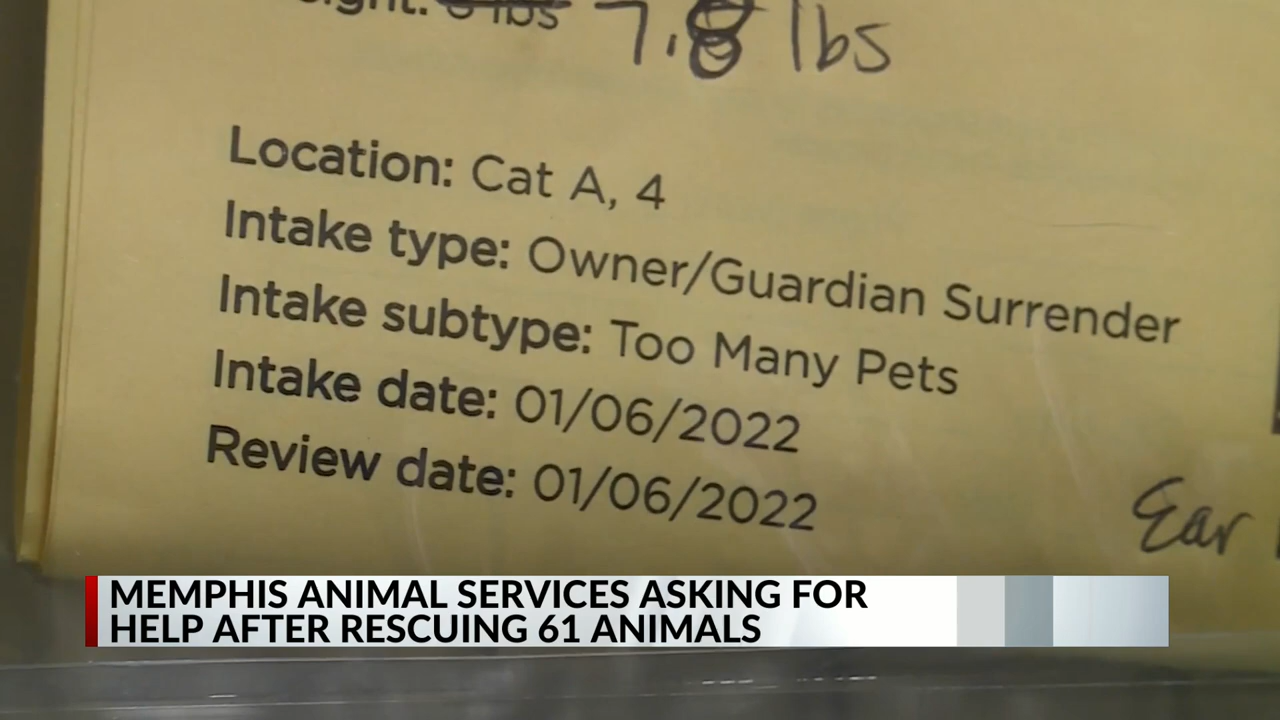 lbs 7.8 lbs
Location: Cat A, 4
Intake type: Owner/Guardian Surrender
Intake subtype: Too Many Pets
Intake date: 01/06/2022
Review date: 01/06/2022
Ear
MEMPHIS ANIMAL SERVICES ASKING FOR
HELP AFTER RESCUING 61 ANIMALS